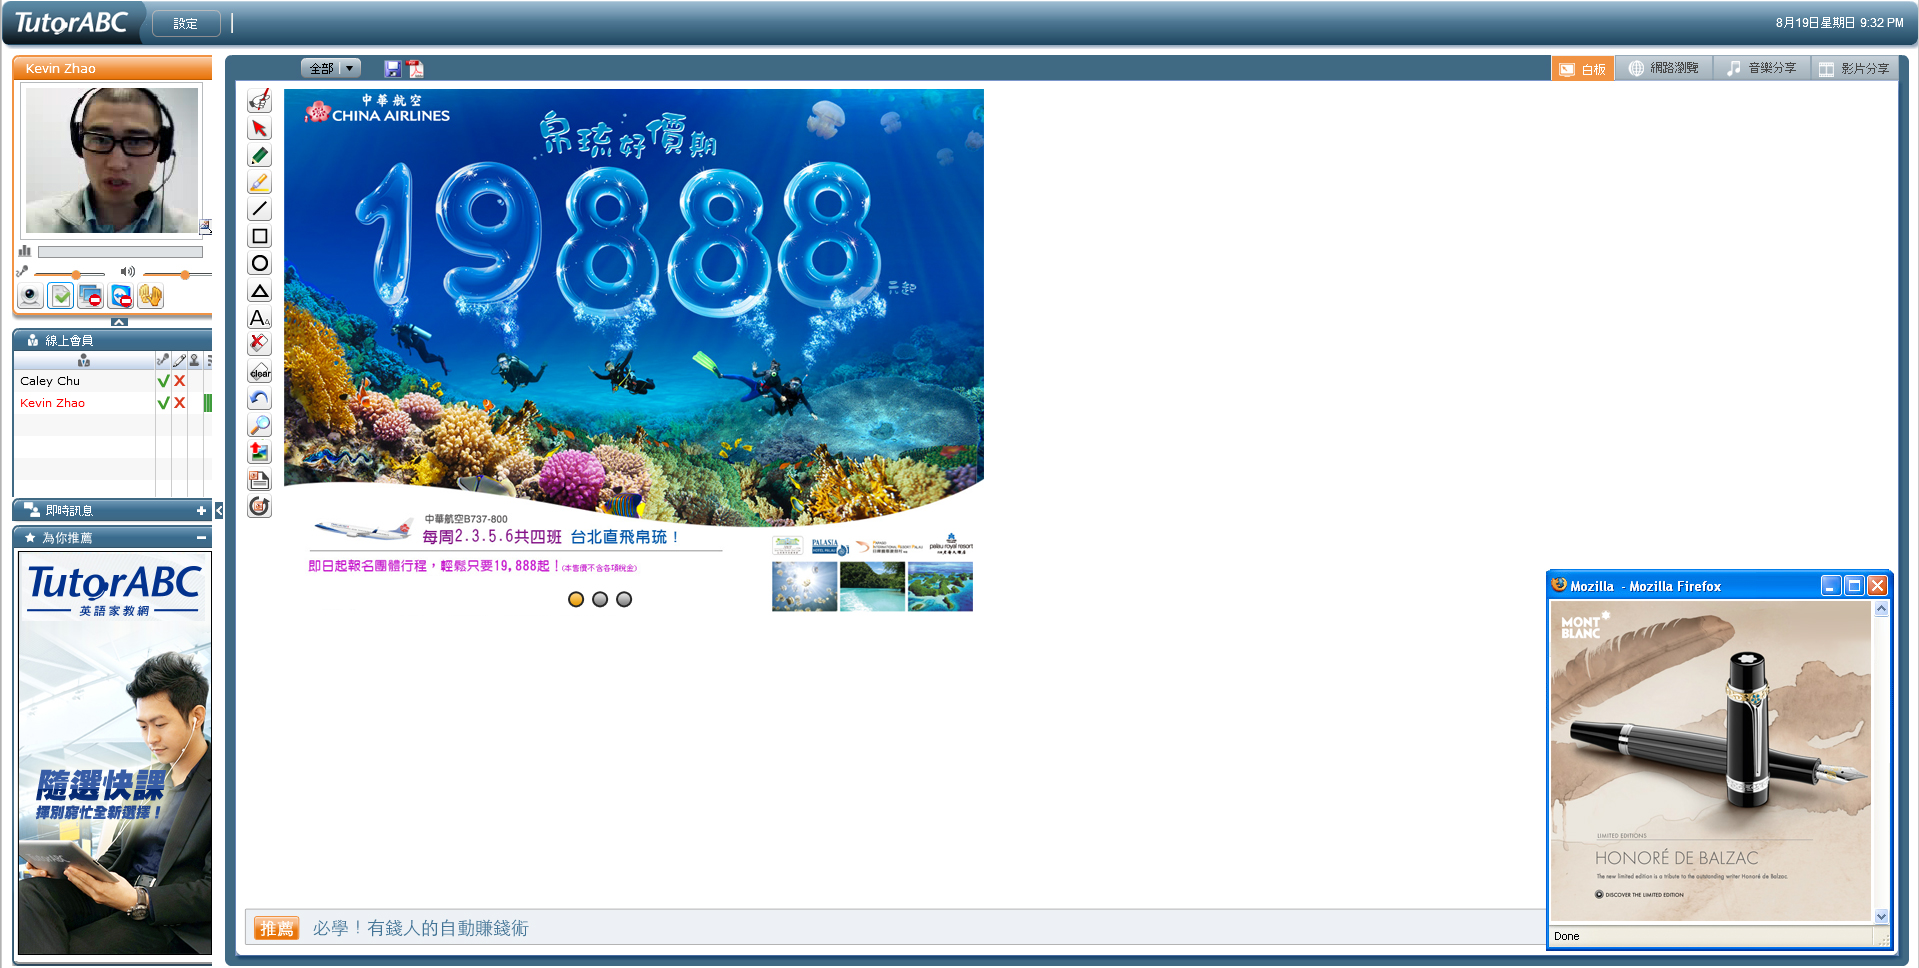 TutorABC
設定
8月19日星期日 9:32 PM
Kevin Zhao
線上會員
Caley Chu
Kevin Zhao
即時訊息
為你推薦
TutorABC
英語家教網
隨選快課
揮別窮忙全新選擇！
全部
白板
網路瀏覽
音樂分享
影片分享
A A
clear
中華航空
CHINA AIRLINES
帛琉好價期
19888
元起
中華航空B737-800
每周2.3.5.6共四班 台北直飛帛琉！
即日起報名團體行程，輕鬆只要19,888起！(本售價不含各項稅金)
PALASIA
HOTEL PALAU
palau royal resort
推薦
必學！有錢人的自動賺錢術
Mozilla - Mozilla Firefox
MONT
BLANC
LIMITED EDITIONS
HONORÉ DE BALZAC
The new limited edition is a tribute to the outstanding writer Honoré de Balzac.
DISCOVER THE LIMITED EDITION
Done